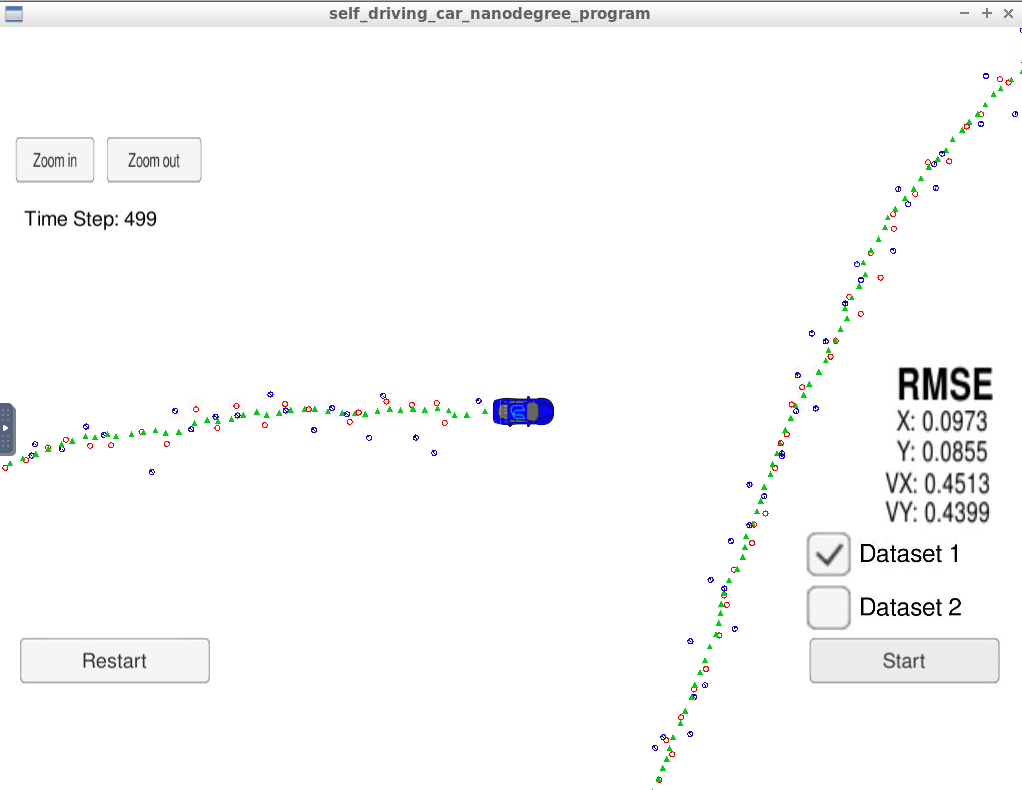 self_driving_car_nanodegree_program
Zoom in
Zoom out
Time Step: 499
RMSE
X: 0.0973
Y: 0.0855
VX: 0.4513
VY: 0.4399
Dataset 1
Dataset 2
Restart
Start